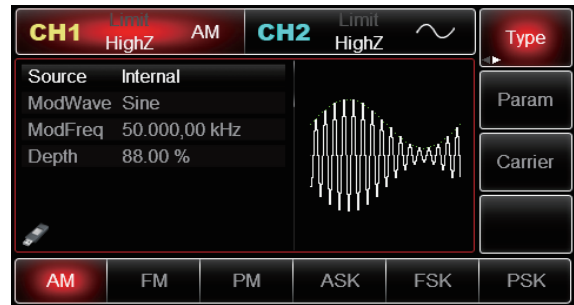 CH1 Limit HighZ AM CH2 Limit HighZ Type
Source Internal
ModWave Sine
ModFreq 50.000,00 kHz
Depth 88.00 %
Param
Carrier
AM FM PM ASK FSK PSK